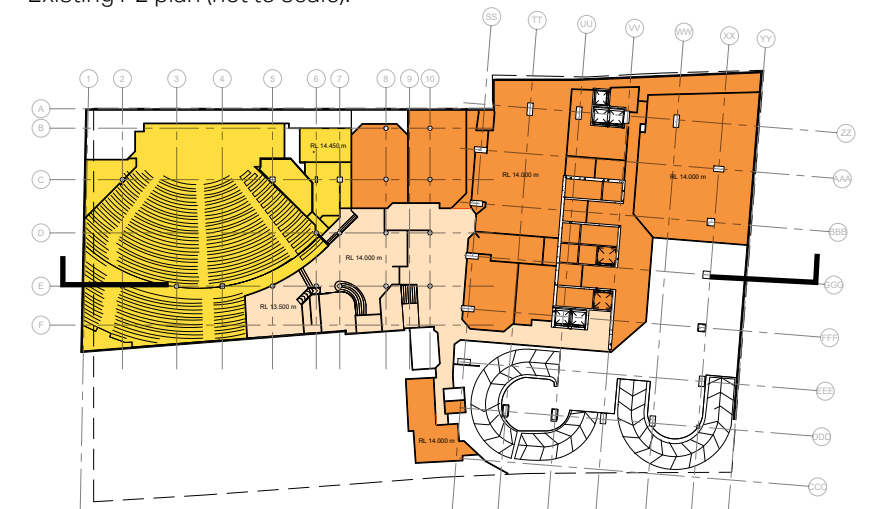 Existing P2 plan (not to scale).
SS
TT
UU
VV
WW
XX
YY
1
2
3
4
5
6
7
8
9
10
A
B
C
D
E
F
ZZ
AAA
BBB
GGG
FFF
EEE
DDD
CCC
RL 14.450 m
RL 14.000 m
RL 14.000 m
RL 14.000 m
RL 13.500 m
RL 14.000 m